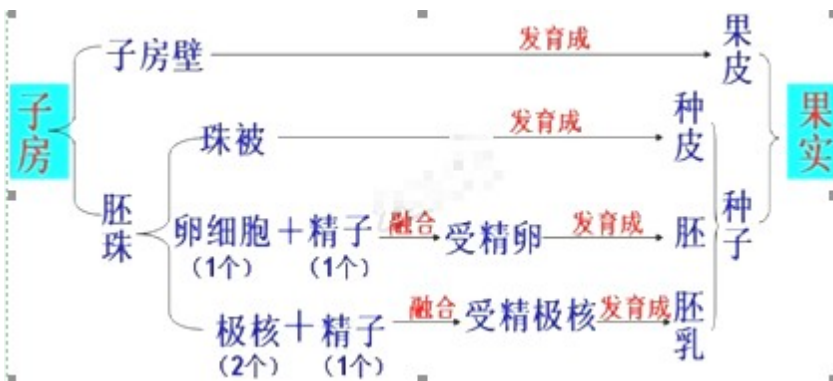 子房壁 发育成 果皮
子房 果实
珠被 发育成 种皮
胚珠 种子
卵细胞＋精子 融合 受精卵 发育成 胚
（1个） （1个）
极核＋精子 融合 受精极核 发育成 胚乳
（2个） （1个）